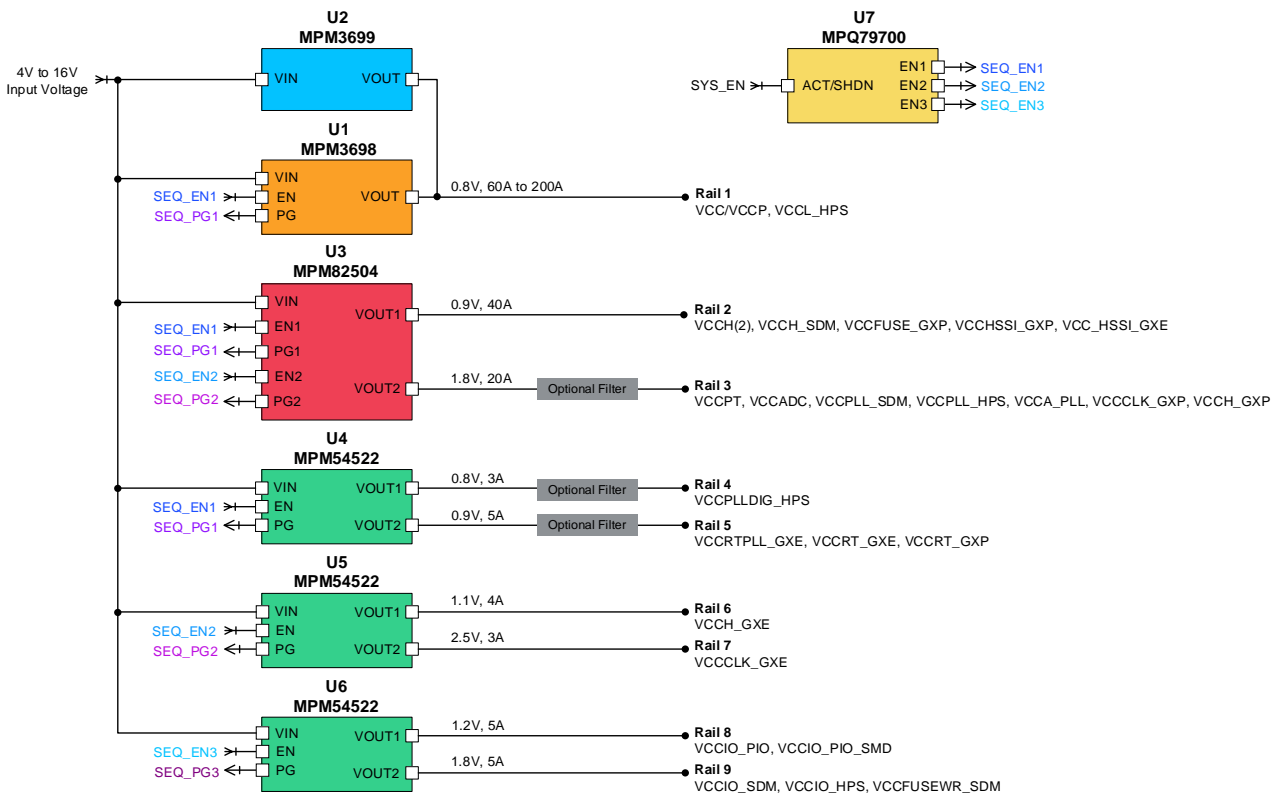 U2
MPM3699
4V to 16V
Input Voltage
VIN
VOUT
U7
MPQ79700
SYS_EN
ACT/SHDN
EN1
EN2
EN3
SEQ_EN1
SEQ_EN2
SEQ_EN3
U1
MPM3698
SEQ_EN1
SEQ_PG1
VIN
EN
PG
VOUT
0.8V, 60A to 200A
Rail 1
VCC/VCCP, VCCL_HPS
U3
MPM82504
SEQ_EN1
SEQ_PG1
SEQ_EN2
SEQ_PG2
VIN
EN1
PG1
EN2
PG2
VOUT1
VOUT2
0.9V, 40A
Rail 2
VCCH(2), VCCH_SDM, VCCFUSE_GXP, VCCHSSI_GXP, VCC_HSSI_GXE
1.8V, 20A
Optional Filter
Rail 3
VCCPT, VCCADC, VCCPLL_SDM, VCCPLL_HPS, VCCA_PLL, VCCCLK_GXP, VCCH_GXP
U4
MPM54522
SEQ_EN1
SEQ_PG1
VIN
EN
PG
VOUT1
VOUT2
0.8V, 3A
Optional Filter
Rail 4
VCCPLLDIG_HPS
0.9V, 5A
Optional Filter
Rail 5
VCCRTPLL_GXE, VCCRT_GXE, VCCRT_GXP
U5
MPM54522
SEQ_EN2
SEQ_PG2
VIN
EN
PG
VOUT1
VOUT2
1.1V, 4A
Rail 6
VCCH_GXE
2.5V, 3A
Rail 7
VCCCLK_GXE
U6
MPM54522
SEQ_EN3
SEQ_PG3
VIN
EN
PG
VOUT1
VOUT2
1.2V, 5A
Rail 8
VCCIO_PIO, VCCIO_PIO_SMD
1.8V, 5A
Rail 9
VCCIO_SDM, VCCIO_HPS, VCCFUSEWR_SDM